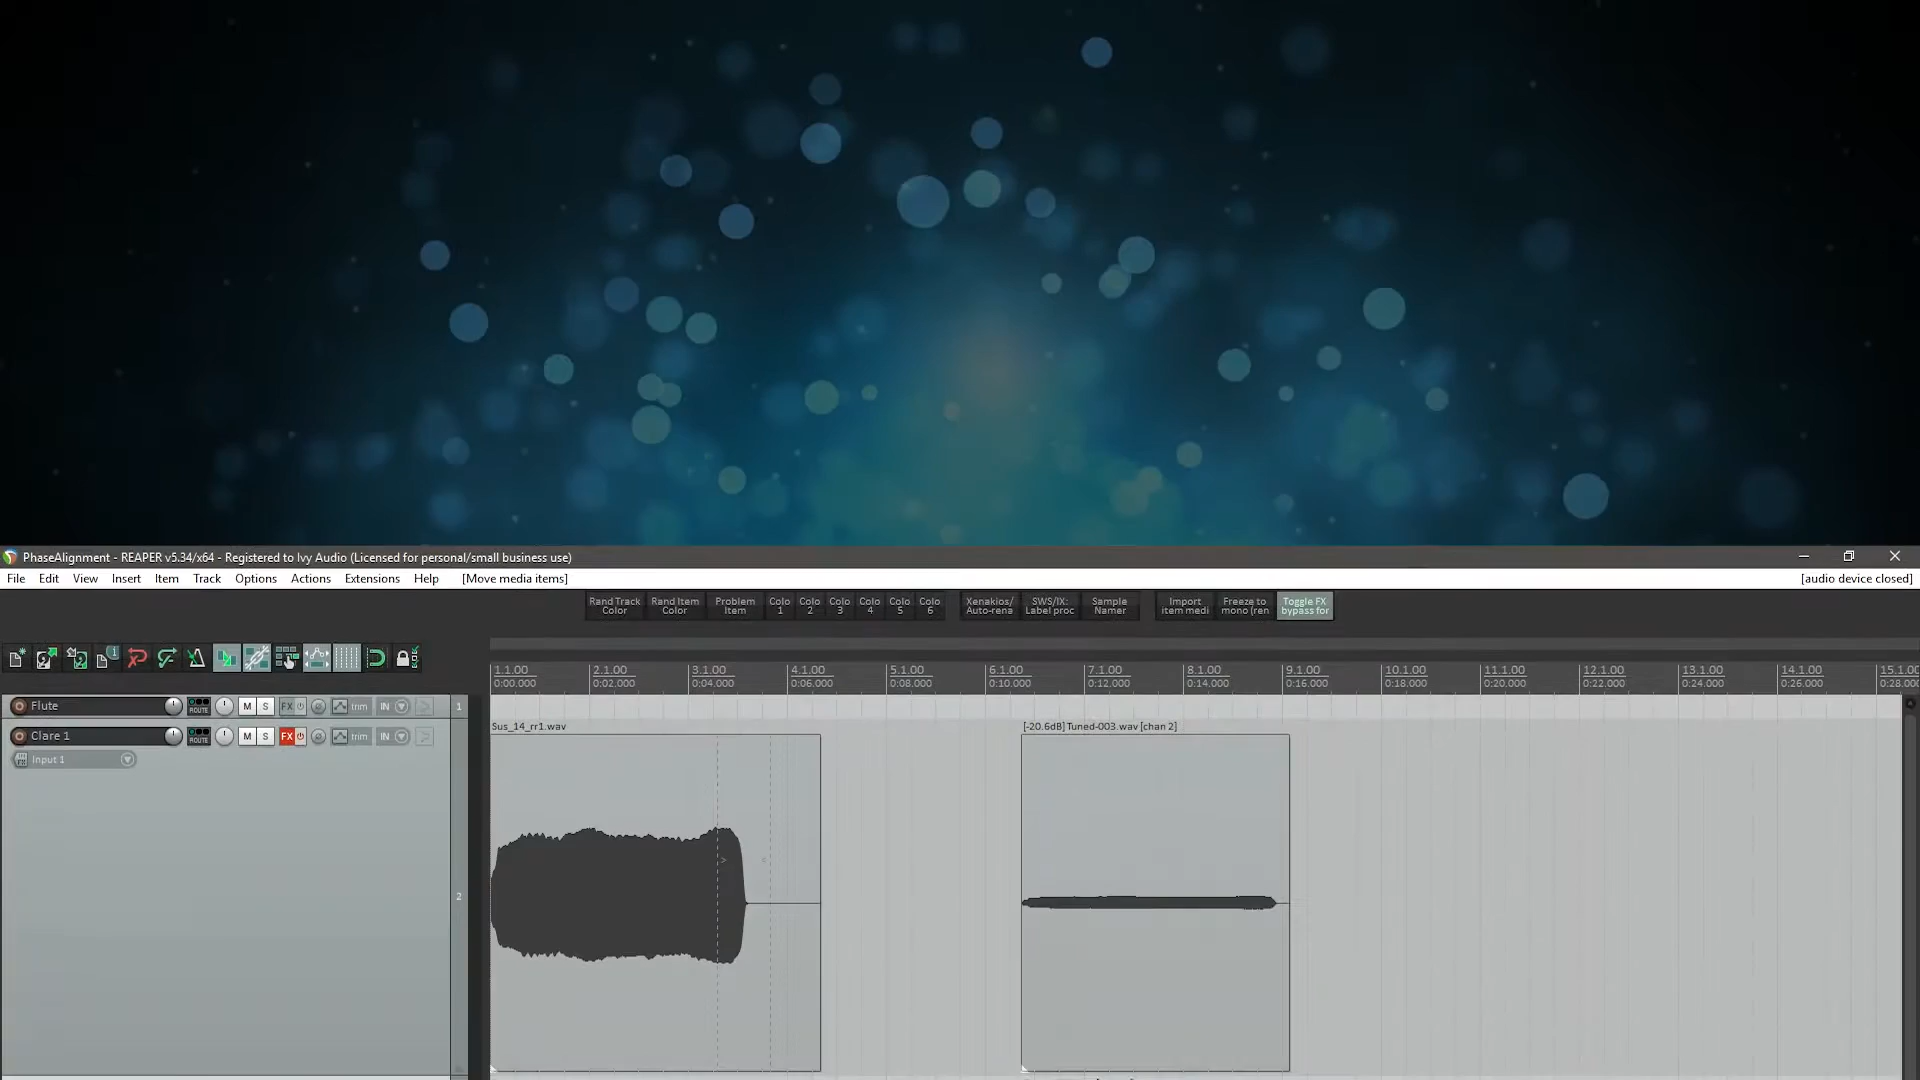 PhaseAlignment - REAPER v5.34/x64 - Registered to Ivy Audio (Licensed for personal/small business use)
File Edit View Insert Item Track Options Actions Extensions Help [Move media items] [audio device closed]
Rand Track Color
Rand Item Color
Problem Item
Colo 1
Colo 2
Colo 3
Colo 4
Colo 5
Colo 6
Xenakios/ Auto-rena
SWS/IX: Label proc
Sample Namer
Import item medi
Freeze to mono (ren
Toggle FX bypass for
1.1.00 2.1.00 3.1.00 4.1.00 5.1.00 6.1.00 7.1.00 8.1.00 9.1.00 10.1.00 11.1.00 12.1.00 13.1.00 14.1.00 15.1.0
0:00.000 0:02.000 0:04.000 0:06.000 0:08.000 0:10.000 0:12.000 0:14.000 0:16.000 0:18.000 0:20.000 0:22.000 0:24.000 0:26.000 0:28.000
Flute ROUTE M S FX trim IN 1
Clare 1 ROUTE M S FX trim IN
Input 1
2
Sus_14_rr1.wav
[-20.6dB] Tuned-003.wav [chan 2]